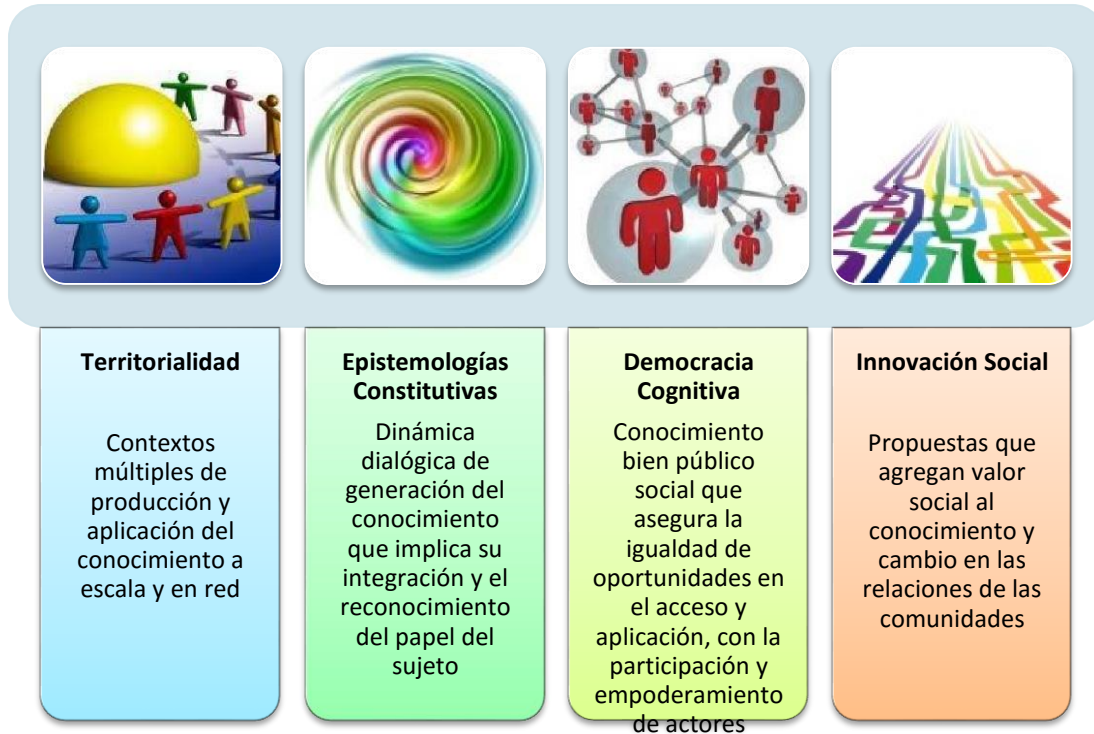 Territorialidad
Contextos
múltiples de
producción y
aplicación del
conocimiento a
escala y en red
Epistemologías
Constitutivas
Dinámica
dialógica de
generación del
conocimiento
que implica su
integración y el
reconocimiento
del papel del
sujeto
Democracia
Cognitiva
Conocimiento
bien público
social que
asegura la
igualdad de
oportunidades en
el acceso y
aplicación, con la
participación y
empoderamiento
de actores
Innovación Social
Propuestas que
agregan valor
social al
conocimiento y
cambio en las
relaciones de las
comunidades